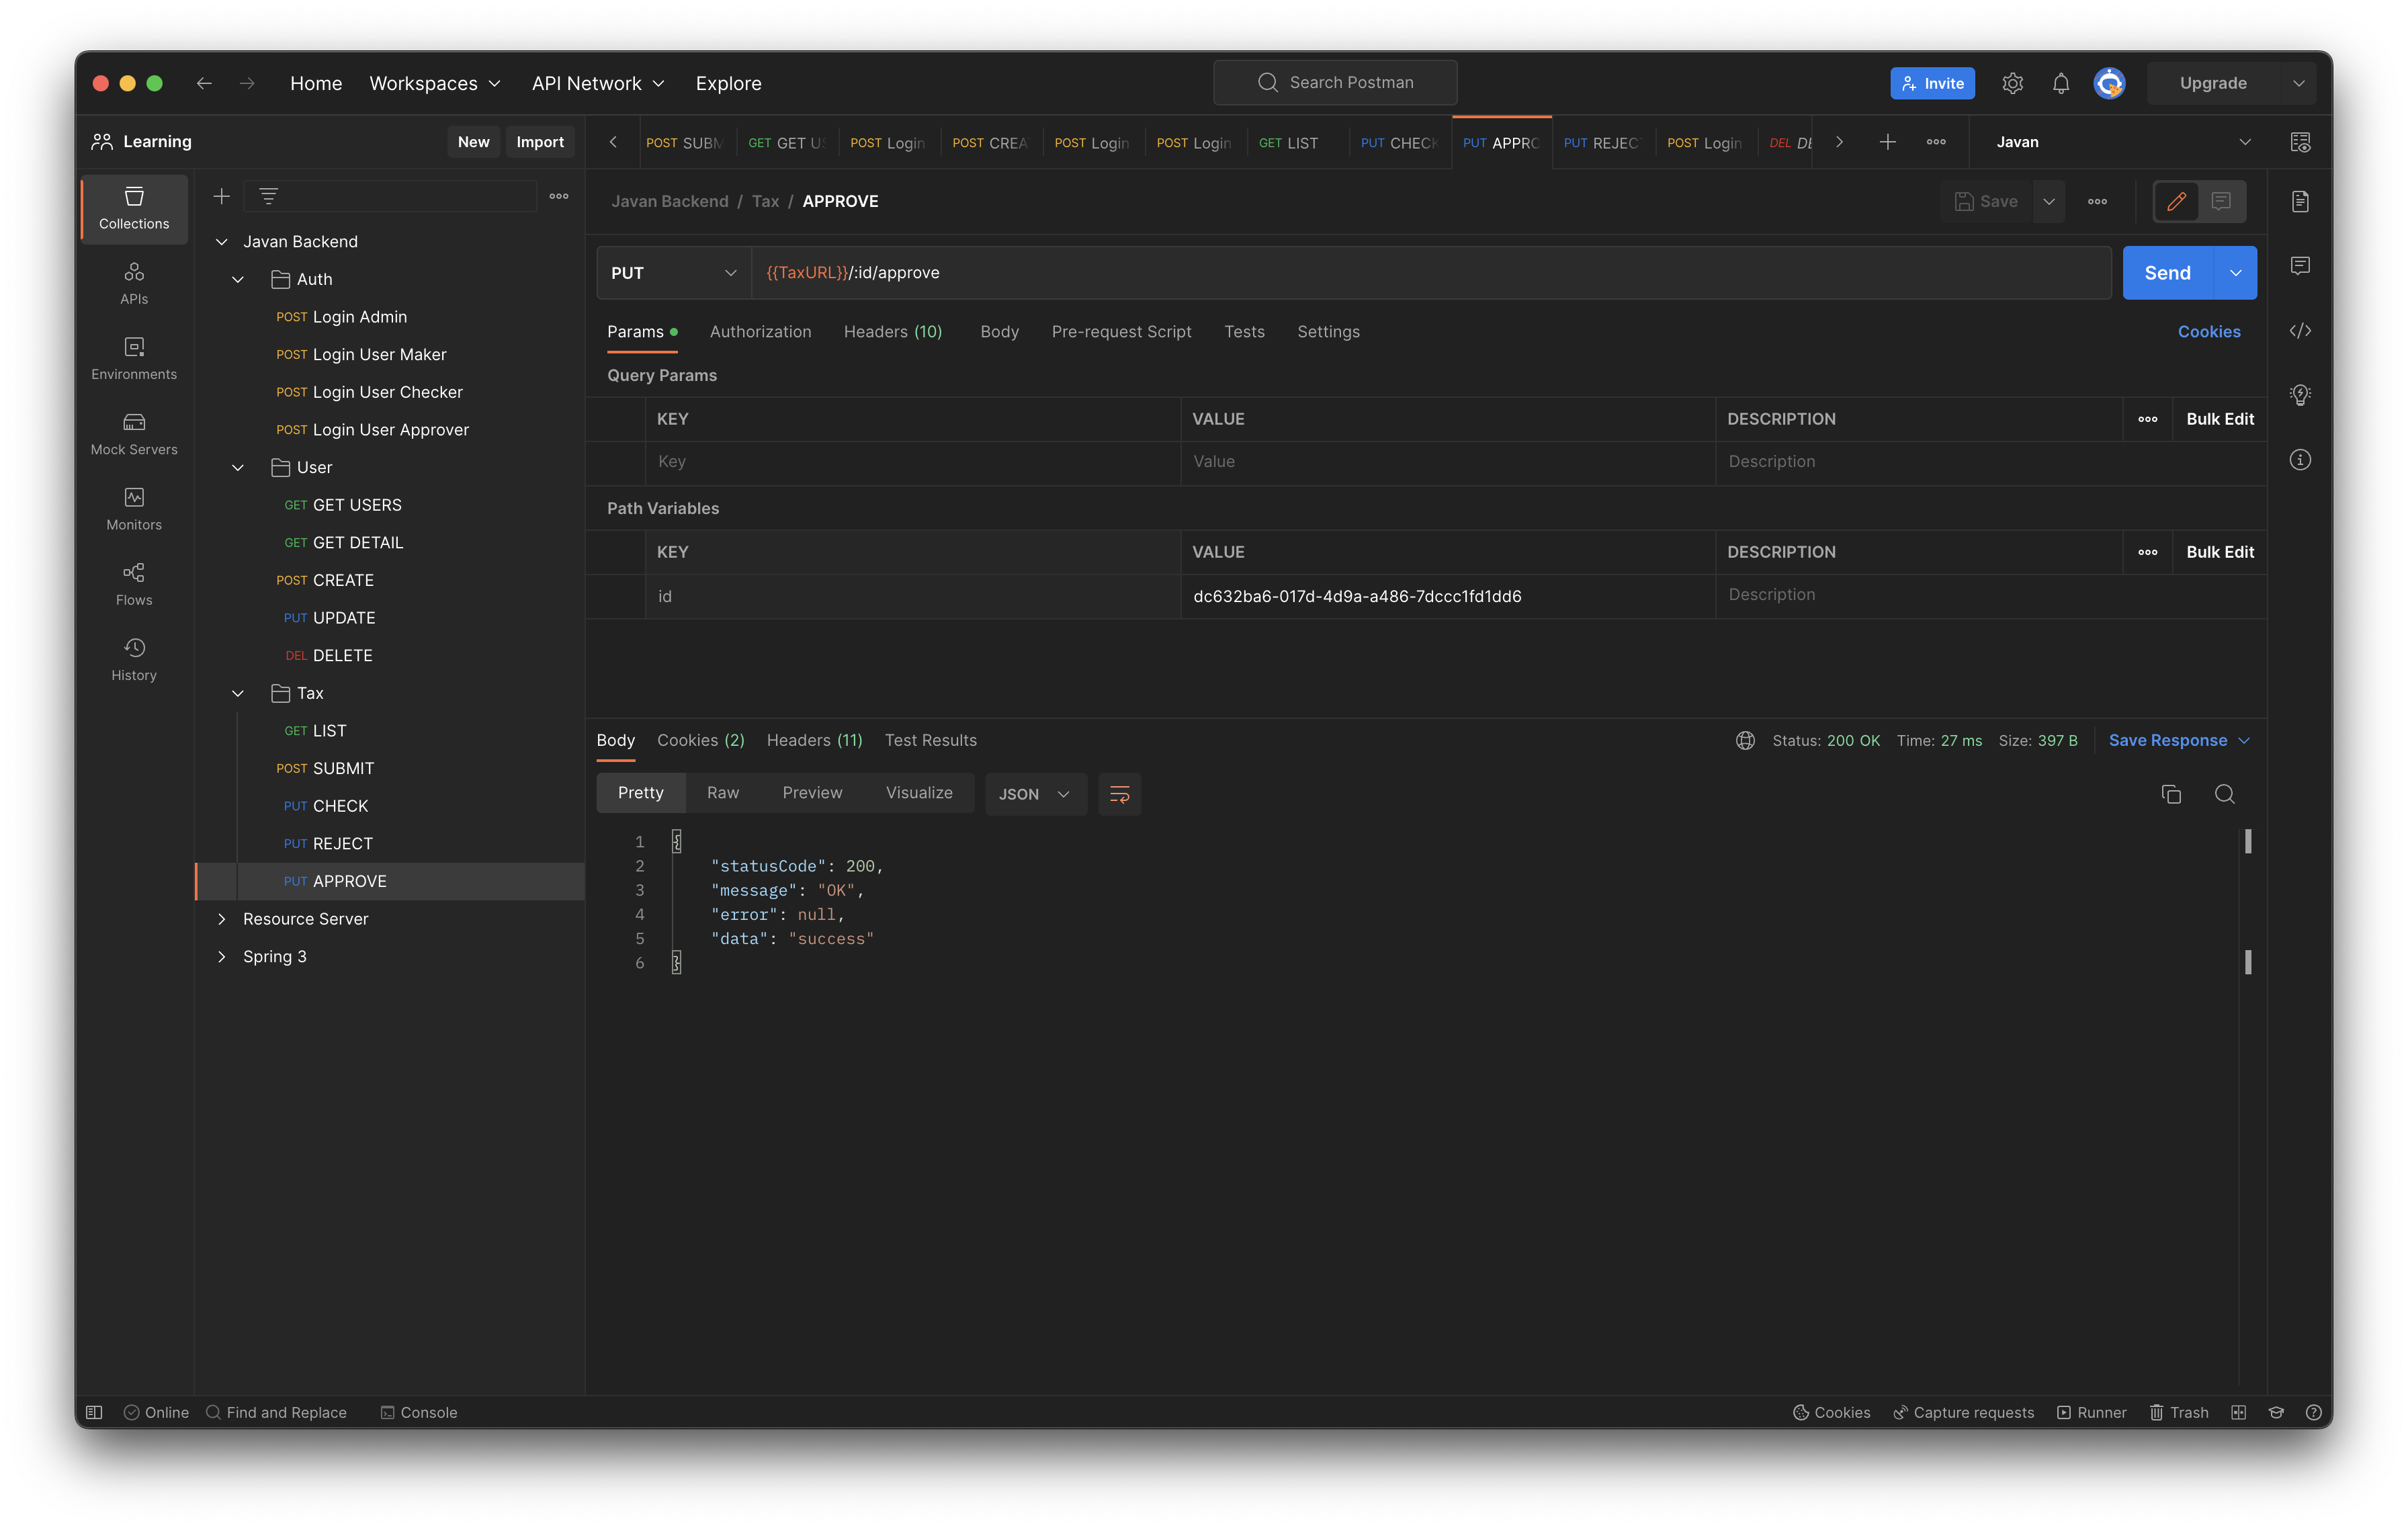 Home Workspaces API Network Explore Search Postman Invite Upgrade
Learning New Import
POST SUBM GET GET U POST Login POST CREA POST Login POST Login GET LIST PUT CHECK PUT APPRO PUT REJEC POST Login DEL DE Javan
Collections
APIs
Environments
Mock Servers
Monitors
Flows
History
Javan Backend
Auth
POST Login Admin
POST Login User Maker
POST Login User Checker
POST Login User Approver
User
GET GET USERS
GET GET DETAIL
POST CREATE
PUT UPDATE
DEL DELETE
Tax
GET LIST
POST SUBMIT
PUT CHECK
PUT REJECT
PUT APPROVE
Resource Server
Spring 3
Javan Backend / Tax / APPROVE Save
PUT {{TaxURL}}/:id/approve Send
Params Authorization Headers (10) Body Pre-request Script Tests Settings Cookies
Query Params
KEY VALUE DESCRIPTION Bulk Edit
Key Value Description
Path Variables
KEY VALUE DESCRIPTION Bulk Edit
id dc632ba6-017d-4d9a-a486-7dccc1fd1dd6 Description
Body Cookies (2) Headers (11) Test Results Status: 200 OK Time: 27 ms Size: 397 B Save Response
Pretty Raw Preview Visualize JSON
1 {
2 "statusCode": 200,
3 "message": "OK",
4 "error": null,
5 "data": "success"
6 }
Online Find and Replace Console Cookies Capture requests Runner Trash